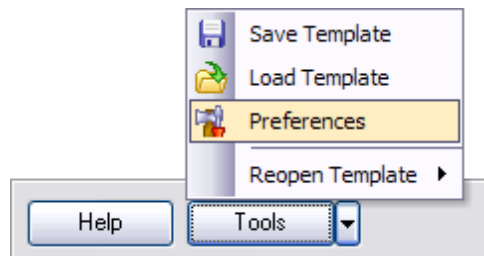 Save Template
Load Template
Preferences
Reopen Template
Help
Tools